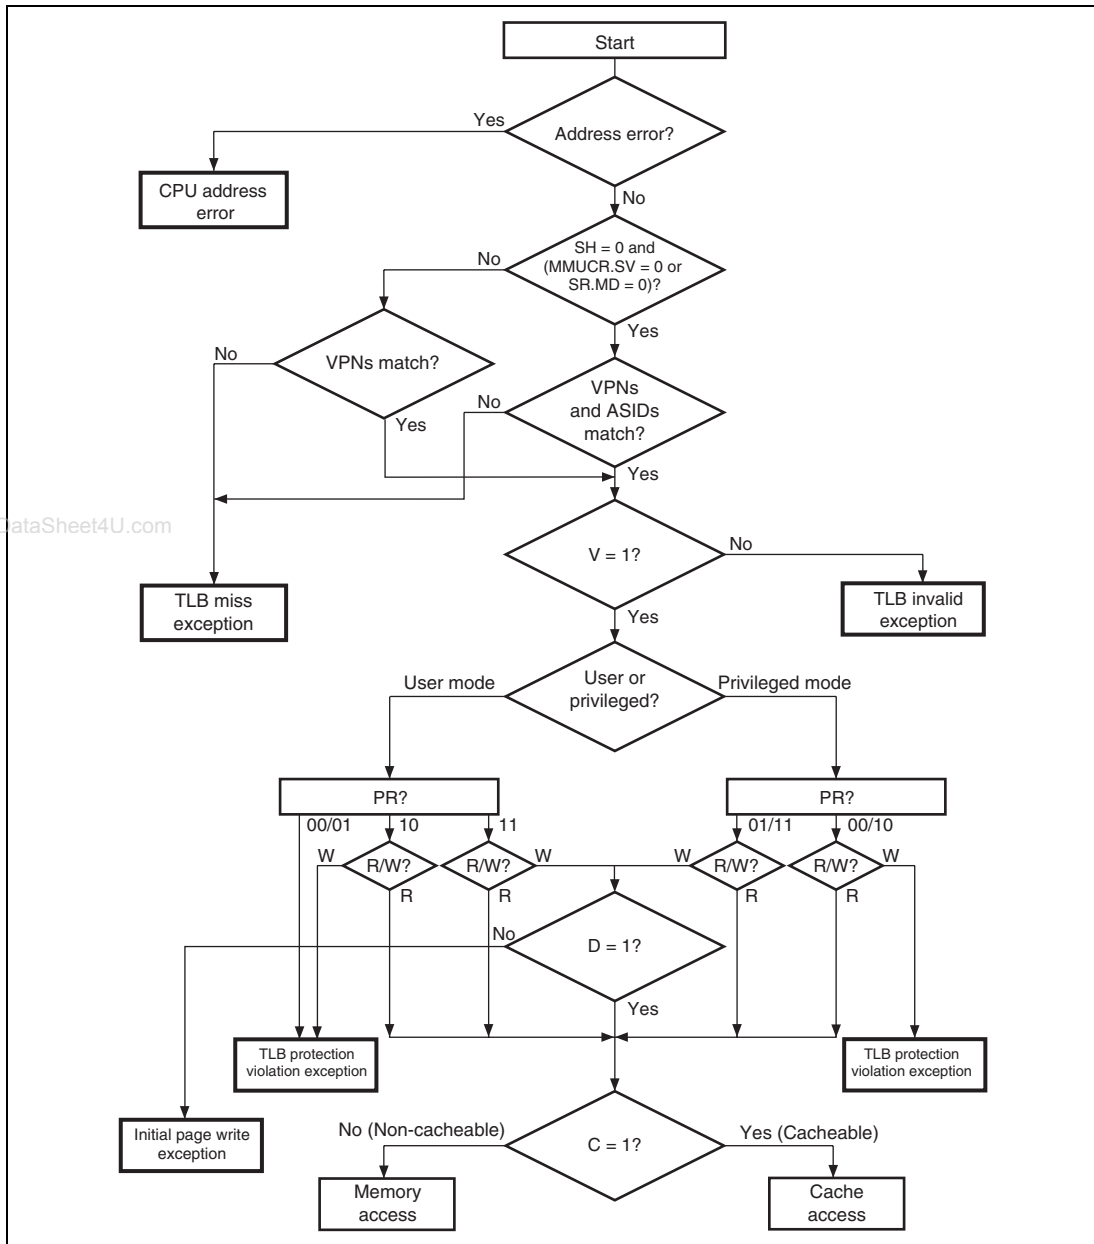 Start
Yes
Address error?
CPU address
error
No
No
SH = 0 and
(MMUCR.SV = 0 or
SR.MD = 0)?
Yes
No
VPNs match?
No
VPNs
and ASIDs
match?
Yes
Yes
DataSheet4U.com
V = 1?
No
TLB miss
exception
TLB invalid
exception
Yes
User mode
User or
privileged?
Privileged mode
PR?
PR?
00/01
10
11
01/11
00/10
W
R/W?
R/W?
W
W
R/W?
R/W?
W
R
R
R
R
No
D = 1?
Yes
TLB protection
violation exception
TLB protection
violation exception
No (Non-cacheable)
Yes (Cacheable)
Initial page write
exception
C = 1?
Memory
access
Cache
access